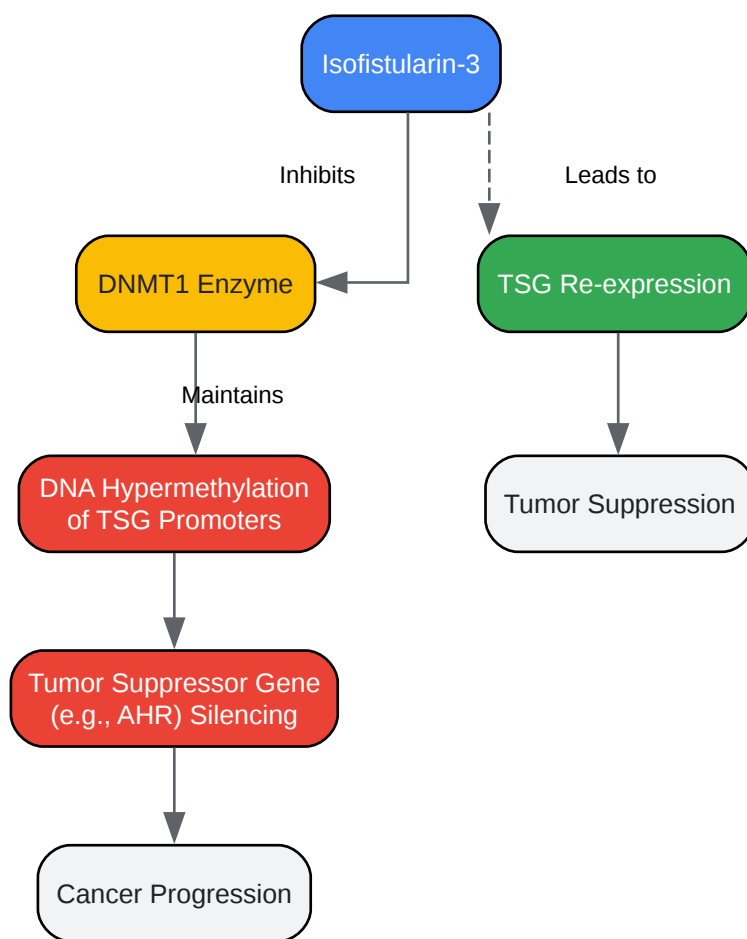 Isofistularin-3
Inhibits
Leads to
DNMT1 Enzyme
TSG Re-expression
Maintains
DNA Hypermethylation
of TSG Promoters
Tumor Suppression
Tumor Suppressor Gene
(e.g., AHR) Silencing
Cancer Progression